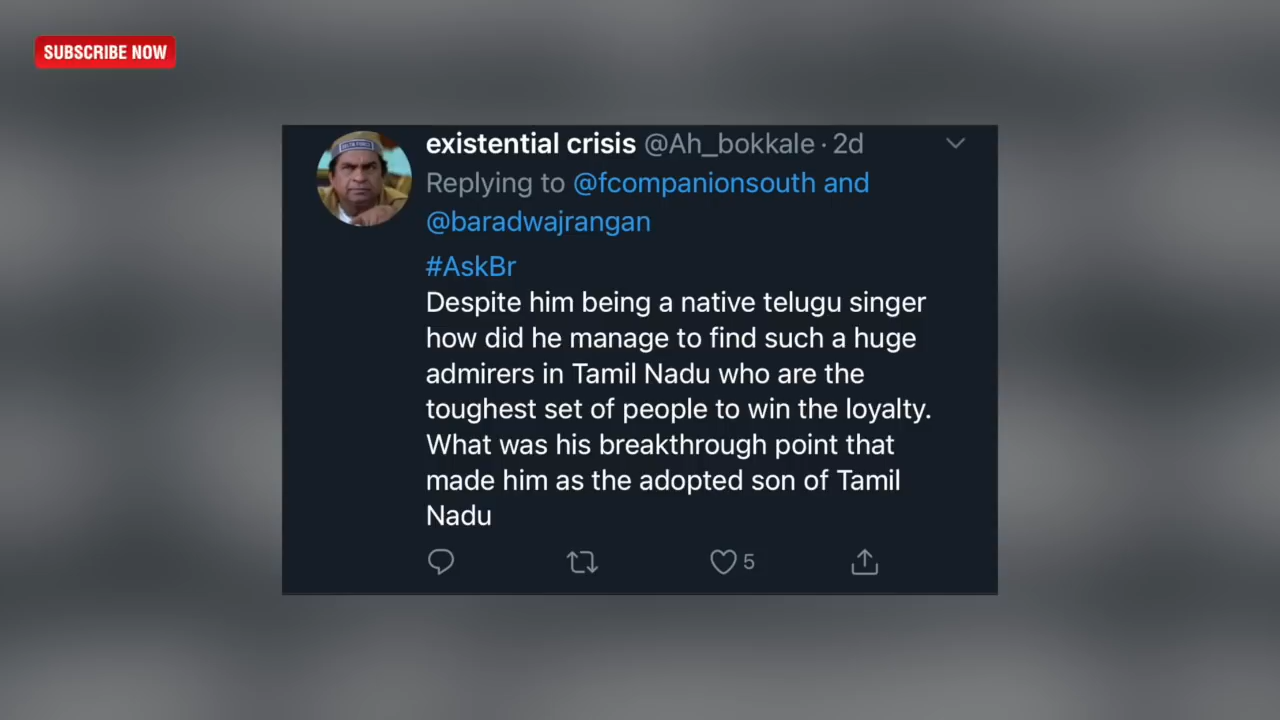 SUBSCRIBE NOW
existential crisis @Ah_bokkale · 2d
Replying to @fcompanionsouth and
@baradwajrangan
#AskBr
Despite him being a native telugu singer
how did he manage to find such a huge
admirers in Tamil Nadu who are the
toughest set of people to win the loyalty.
What was his breakthrough point that
made him as the adopted son of Tamil
Nadu
5